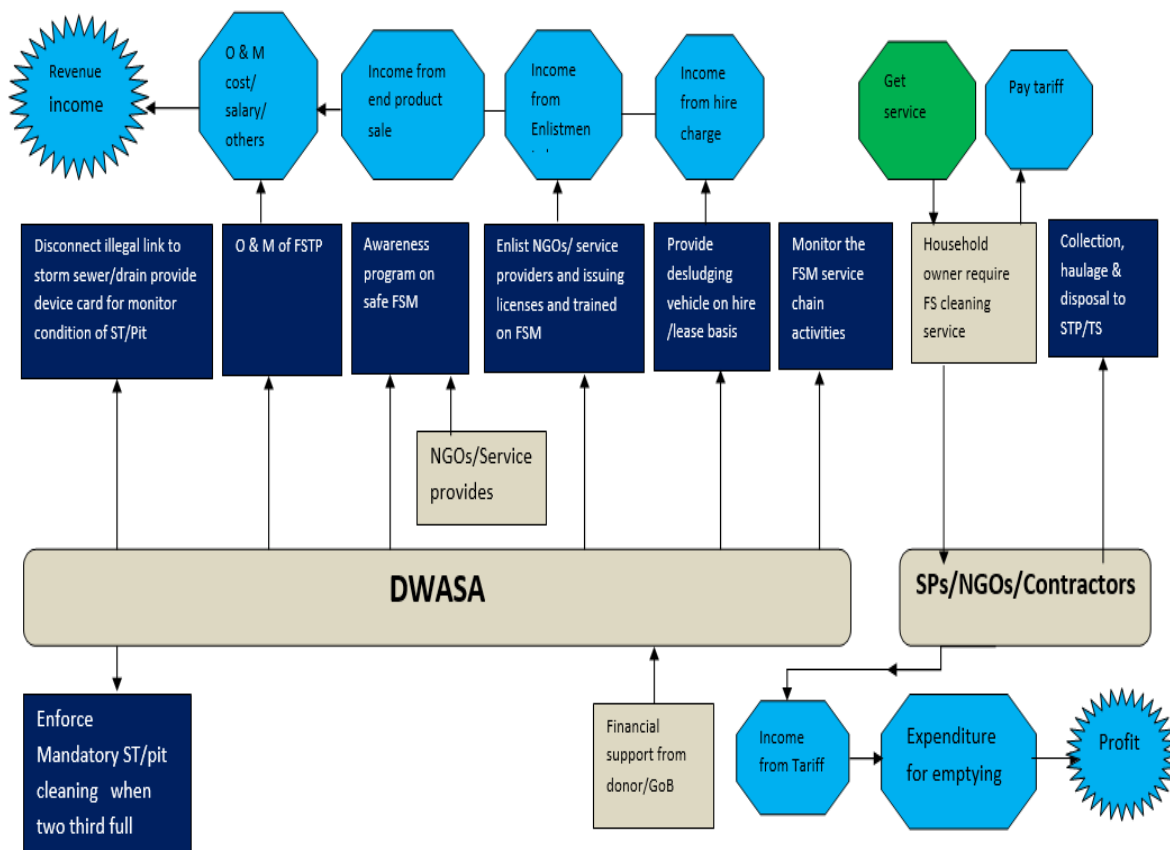 Revenue
income
O & M
cost/
salary/
others
Income from
end product
sale
Income
from
Enlistmen
Income
from hire
charge
Get
service
Pay tariff
Disconnect illegal link to
storm sewer/drain provide
device card for monitor
condition of ST/Pit
O & M of FSTP
Awareness
program on
safe FSM
Enlist NGOs/ service
providers and issuing
licenses and trained
on FSM
Provide
desludging
vehicle on hire
/lease basis
Monitor the
FSM service
chain
activities
Household
owner require
FS cleaning
service
Collection,
haulage &
disposal to
STP/TS
NGOs/Service
provides
DWASA
SPs/NGOs/Contractors
Enforce
Mandatory ST/pit
cleaning when
two third full
Financial
support from
donor/GoB
Income
from Tariff
Expenditure
for emptying
Profit